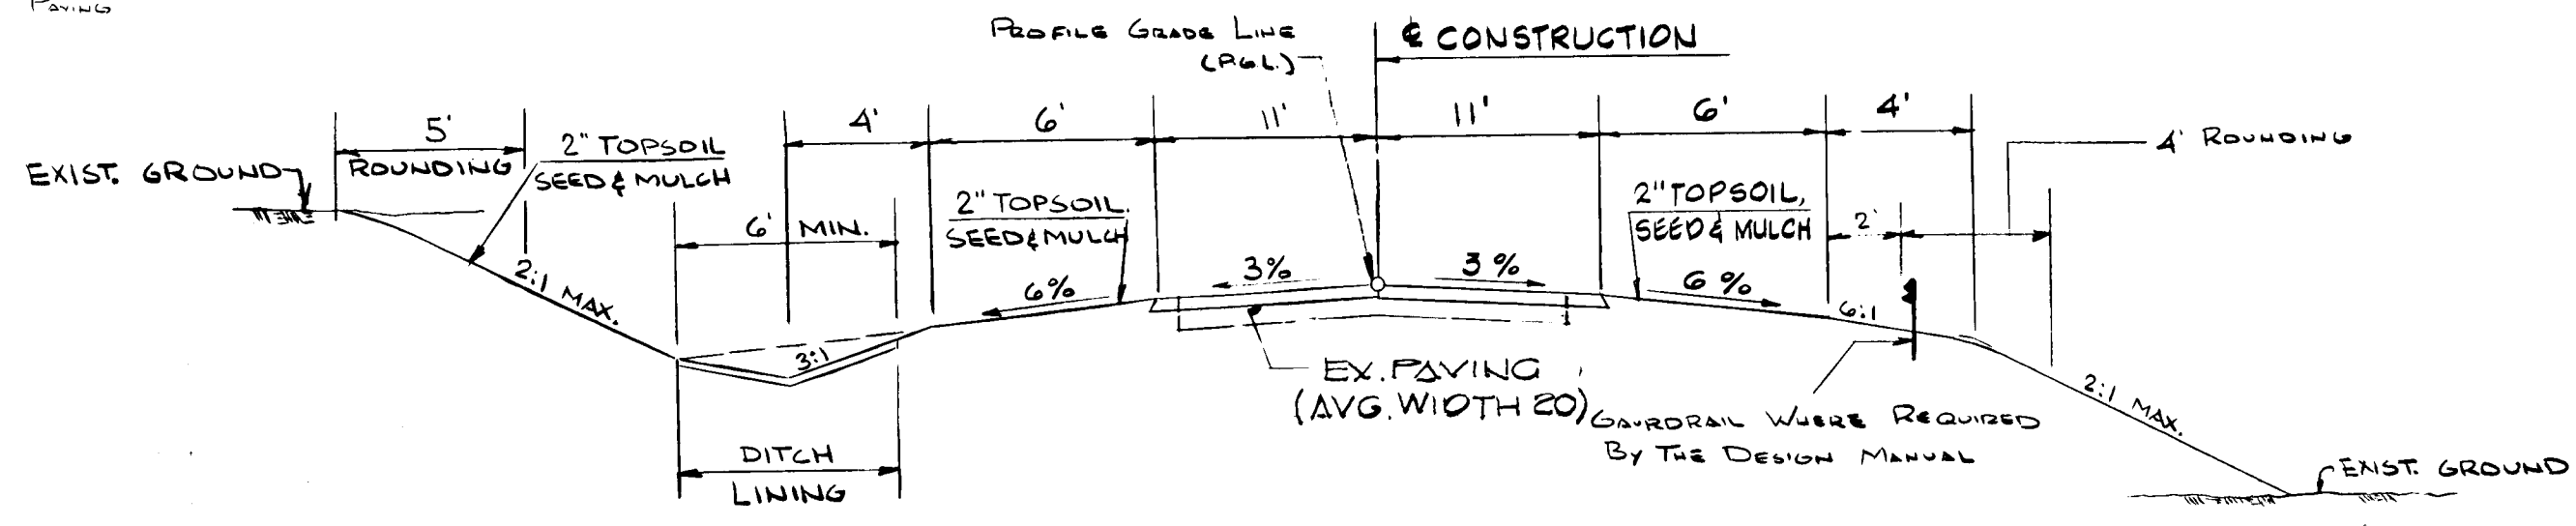 PAVING
PROFILE GRADE LINE
(P.G.L.)
℄ CONSTRUCTION
5'
ROUNDING
4'
6'
11'
11'
6'
4'
4' ROUNDING
EXIST. GROUND
2" TOPSOIL
SEED & MULCH
6' MIN.
2" TOPSOIL.
SEED & MULCH
2" TOPSOIL,
SEED & MULCH
2'
2:1 MAX.
6%
3%
3%
6%
6:1
3:1
2:1 MAX.
EX. PAVING
(AVG. WIDTH 20')
GAURDRAIL WHERE REQUIRED
BY THE DESIGN MANUAL
DITCH
LINING
EXIST. GROUND